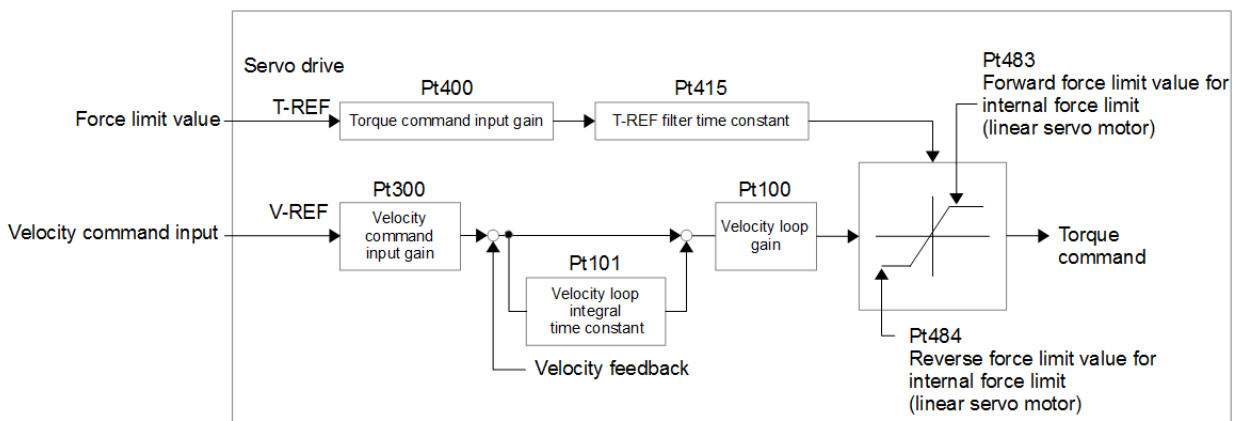 Servo drive
Pt483
Forward force limit value for
internal force limit
(linear servo motor)
Pt400
Pt415
Force limit value
T-REF
Torque command input gain
T-REF filter time constant
Pt300
Pt100
Velocity command input
V-REF
Velocity
command
input gain
Velocity loop
gain
Torque
command
Pt101
Velocity loop
integral
time constant
Velocity feedback
Pt484
Reverse force limit value for
internal force limit
(linear servo motor)